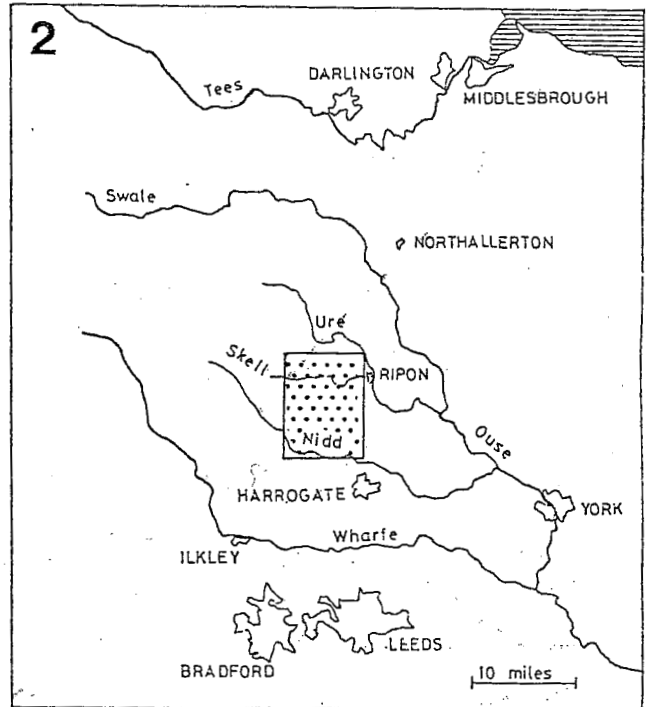 2
DARLINGTON
Tees
MIDDLESBROUGH
Swale
NORTHALLERTON
Ure
Skell
RIPON
Nidd
Ouse
HARROGATE
YORK
Wharfe
ILKLEY
LEEDS
BRADFORD
10 miles